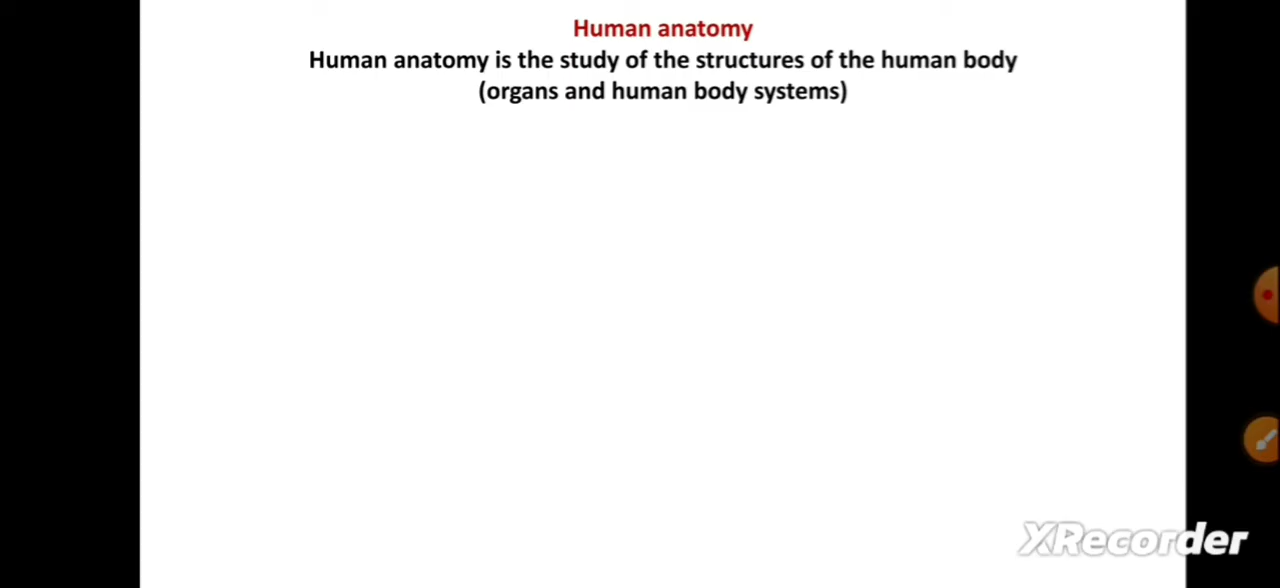 Human anatomy
Human anatomy is the study of the structures of the human body
(organs and human body systems)
XRecorder